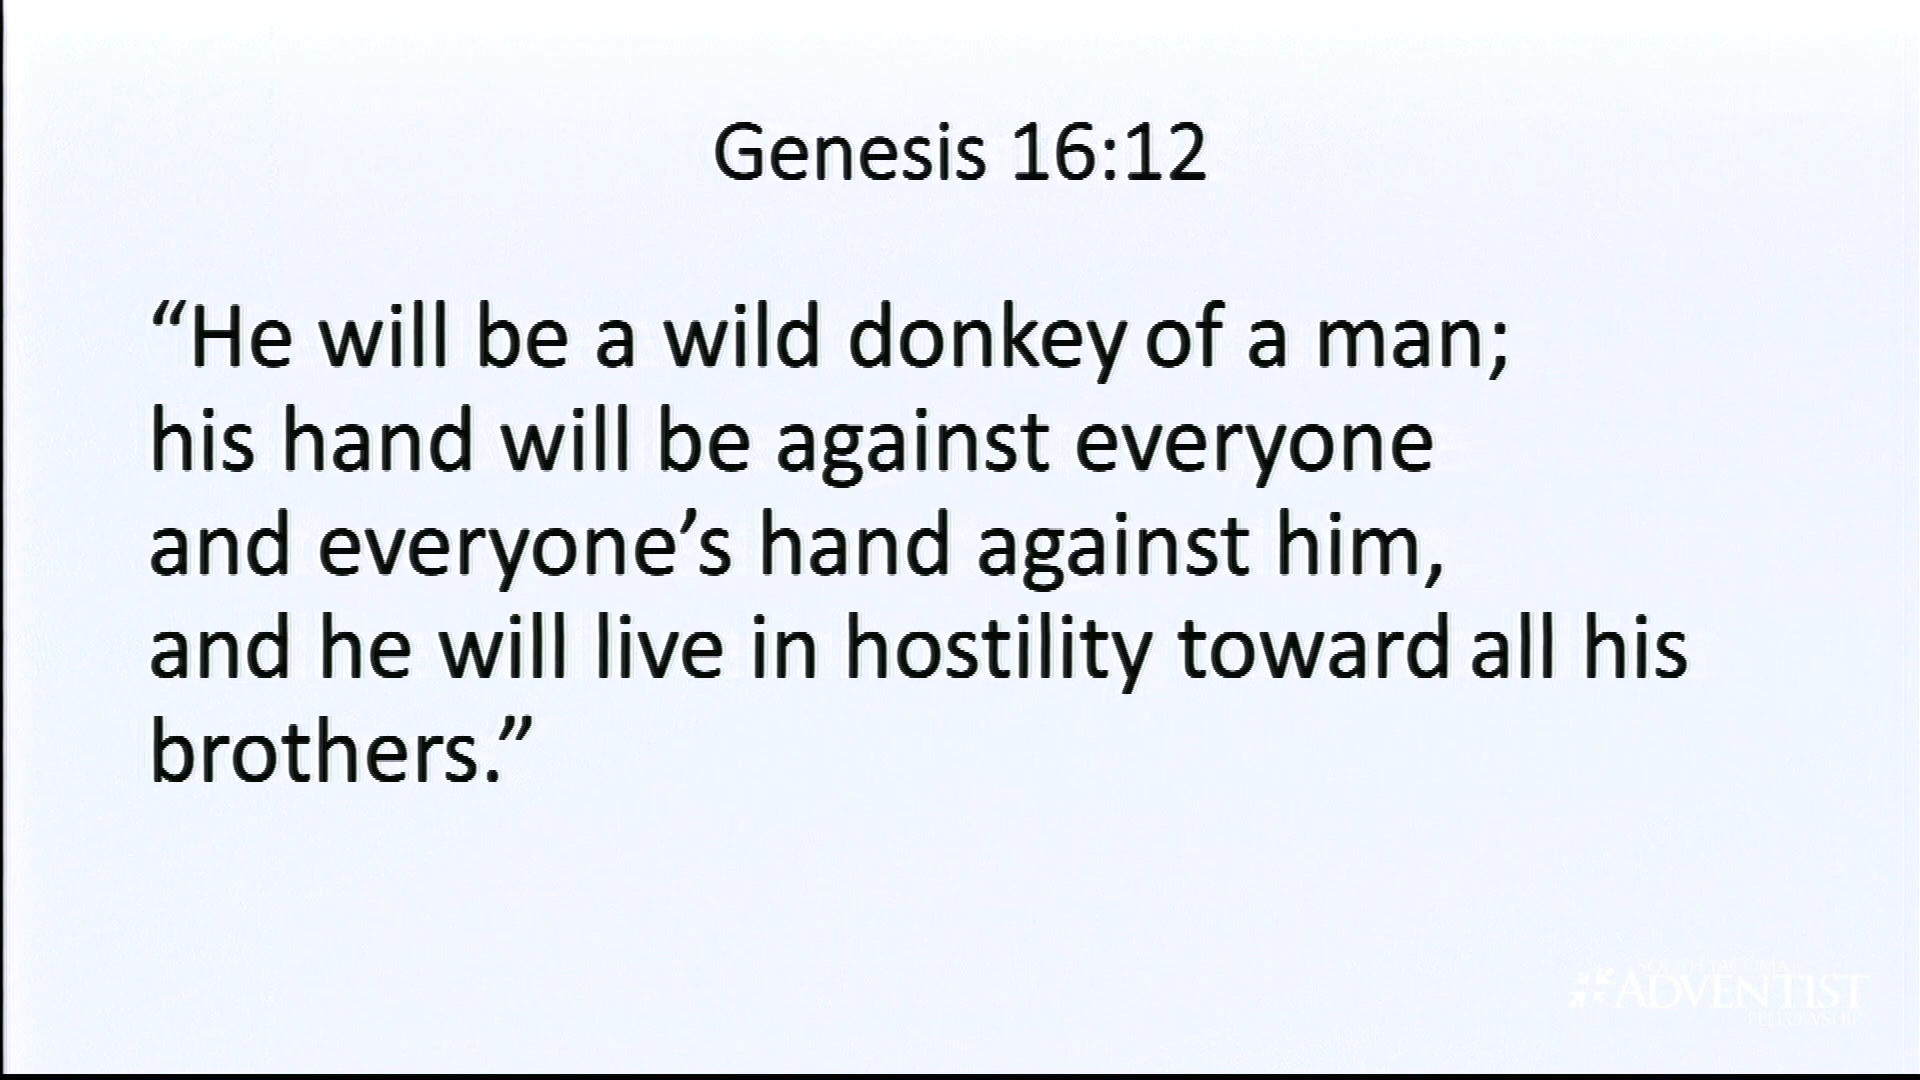 Genesis 16:12
“He will be a wild donkey of a man;
his hand will be against everyone
and everyone’s hand against him,
and he will live in hostility toward all his
brothers.”
ADVENTIST
FELLOWSHIP